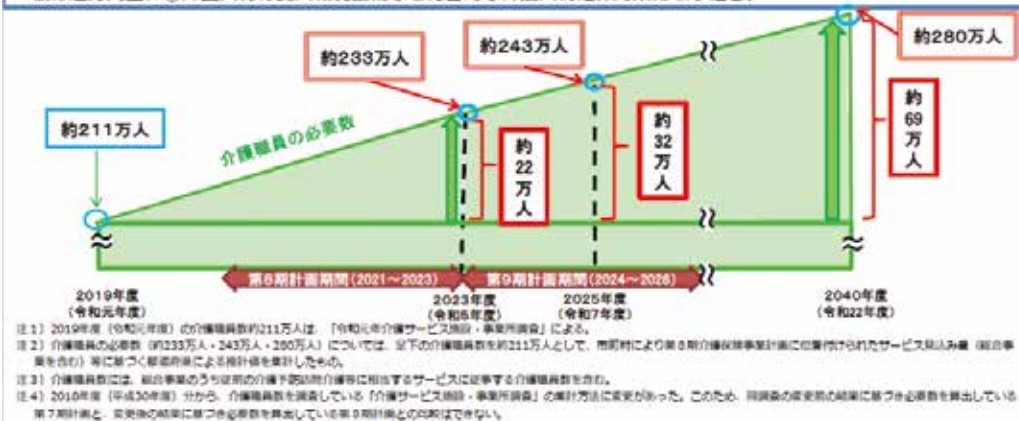 約280万人
約243万人
約233万人
約69万人
約32万人
約211万人
介護職員の必要数
約22万人
第8期計画期間(2021～2023)
第9期計画期間(2024～2026)
2019年度
(令和元年度)
2023年度
(令和5年度)
2025年度
(令和7年度)
2040年度
(令和22年度)
注1）2019年度（令和元年度）の介護職員数約211万人は、「令和元年介護サービス施設・事業所調査」による。
注2）介護職員の必要数（約233万人・243万人・280万人）については、足下の介護職員数を約211万人として、市町村により第8期介護保険事業計画に位置付けられたサービス見込み量（総合事
業を含む）等に基づく都道府県による推計値を集計したもの。
注3）介護職員数には、総合事業のうち従前の介護予防訪問介護等に相当するサービスに従事する介護職員数を含む。
注4）2018年度（平成30年度）分から、介護職員数を調査している「介護サービス施設・事業所調査」の集計方法に変更があった。このため、同調査の変更前の結果に基づき必要数を算出している
第7期計画と、変更後の結果に基づき必要数を算出している第8期計画との比較はできない。